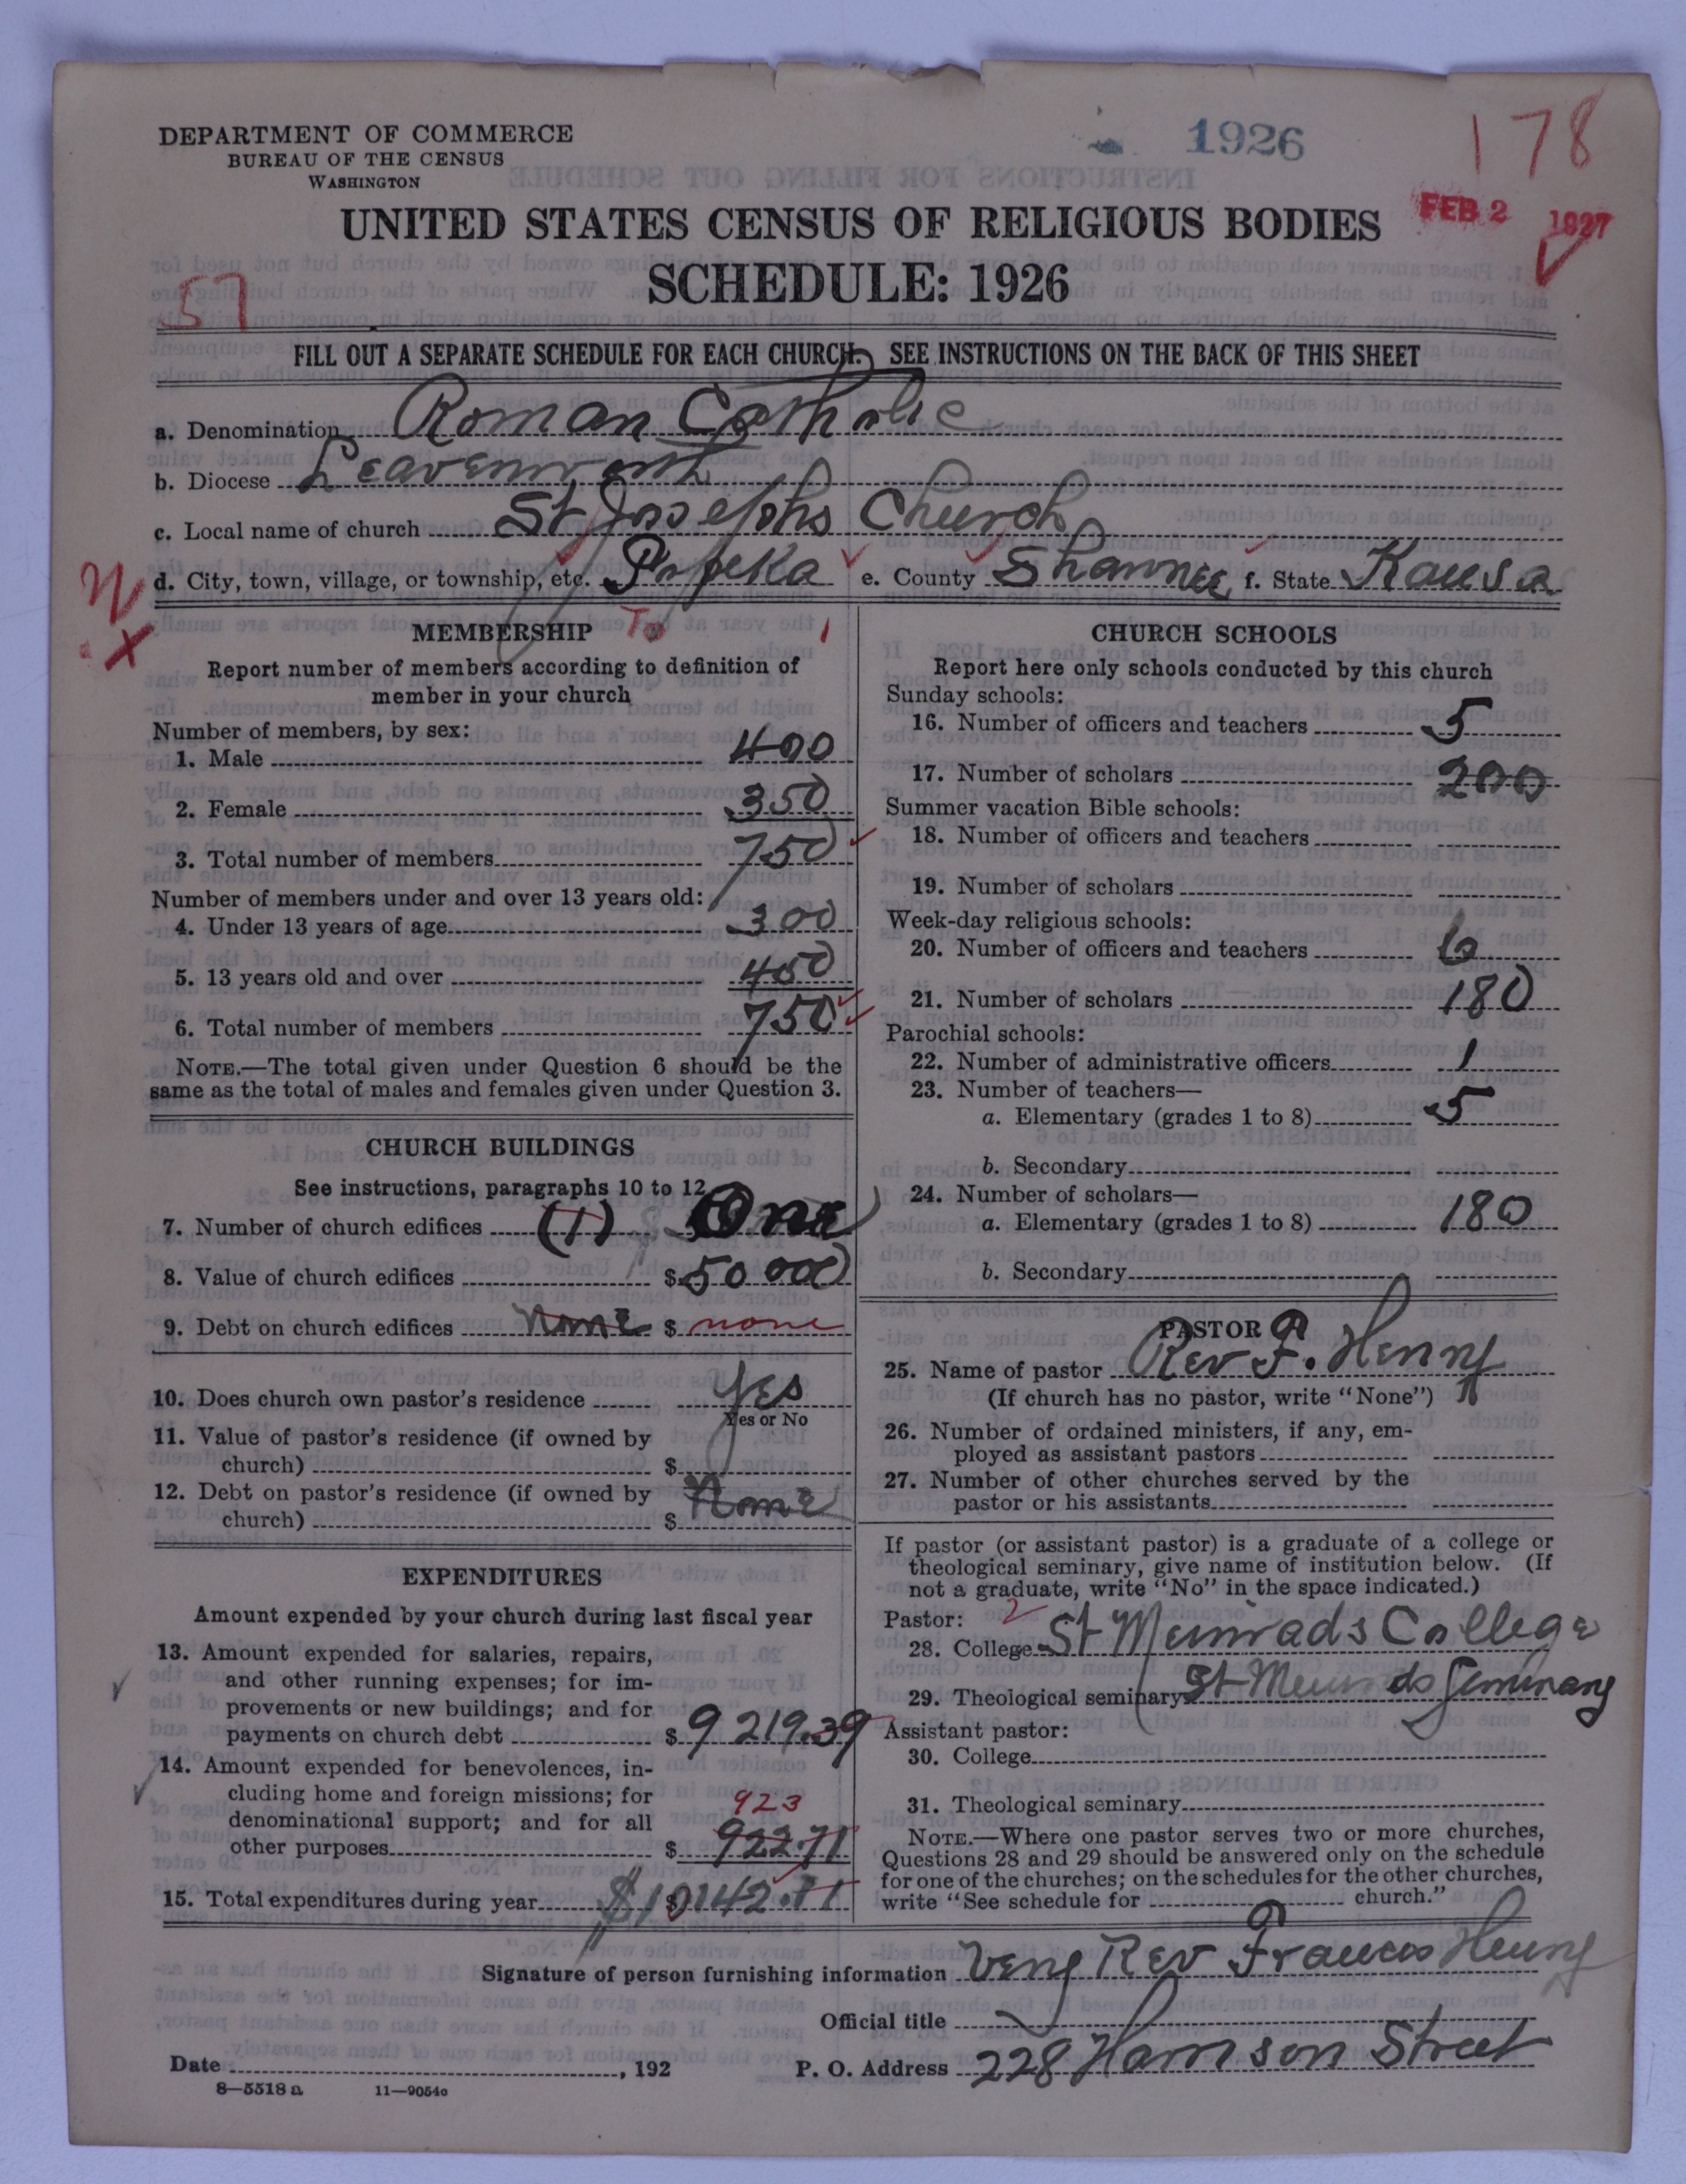 DEPARTMENT OF COMMERCE
BUREAU OF THE CENSUS
WASHINGTON
1926
178
FEB 2 1927
UNITED STATES CENSUS OF RELIGIOUS BODIES
SCHEDULE: 1926
57
FILL OUT A SEPARATE SCHEDULE FOR EACH CHURCH. SEE INSTRUCTIONS ON THE BACK OF THIS SHEET
a. Denomination Roman Catholic
b. Diocese Leavenworth
c. Local name of church St Josephs Church
d. City, town, village, or township, etc. Topeka e. County Shawnee f. State Kansa
To
MEMBERSHIP
Report number of members according to definition of
member in your church
Number of members, by sex:
1. Male 400
2. Female 350
3. Total number of members 750
Number of members under and over 13 years old:
4. Under 13 years of age 300
5. 13 years old and over 450
6. Total number of members 750
NOTE.—The total given under Question 6 should be the
same as the total of males and females given under Question 3.
CHURCH BUILDINGS
See instructions, paragraphs 10 to 12
7. Number of church edifices (1) One
8. Value of church edifices $50 000
9. Debt on church edifices None $ none
10. Does church own pastor's residence Yes
Yes or No
11. Value of pastor's residence (if owned by
church) $
12. Debt on pastor's residence (if owned by
church) $ None
EXPENDITURES
Amount expended by your church during last fiscal year
13. Amount expended for salaries, repairs,
and other running expenses; for im-
provements or new buildings; and for
payments on church debt $9219.39
14. Amount expended for benevolences, in-
cluding home and foreign missions; for
denominational support; and for all
other purposes $ 922.71
923
15. Total expenditures during year $10142.11
CHURCH SCHOOLS
Report here only schools conducted by this church
Sunday schools:
16. Number of officers and teachers 5
17. Number of scholars 200
Summer vacation Bible schools:
18. Number of officers and teachers
19. Number of scholars
Week-day religious schools:
20. Number of officers and teachers 6
21. Number of scholars 180
Parochial schools:
22. Number of administrative officers 1
23. Number of teachers—
a. Elementary (grades 1 to 8) 5
b. Secondary
24. Number of scholars—
a. Elementary (grades 1 to 8) 180
b. Secondary
PASTOR
25. Name of pastor Rev F. Henry
(If church has no pastor, write "None")
26. Number of ordained ministers, if any, em-
ployed as assistant pastors
27. Number of other churches served by the
pastor or his assistants
If pastor (or assistant pastor) is a graduate of a college or
theological seminary, give name of institution below. (If
not a graduate, write "No" in the space indicated.)
Pastor:
28. College St Meinrads College
29. Theological seminary St Meinrads Seminary
Assistant pastor:
30. College
31. Theological seminary
NOTE.—Where one pastor serves two or more churches,
Questions 28 and 29 should be answered only on the schedule
for one of the churches; on the schedules for the other churches,
write "See schedule for church."
Signature of person furnishing information Very Rev Francis Henry
Official title
Date , 192 P. O. Address 228 Harrison Street
8—5518 a 11—9054o